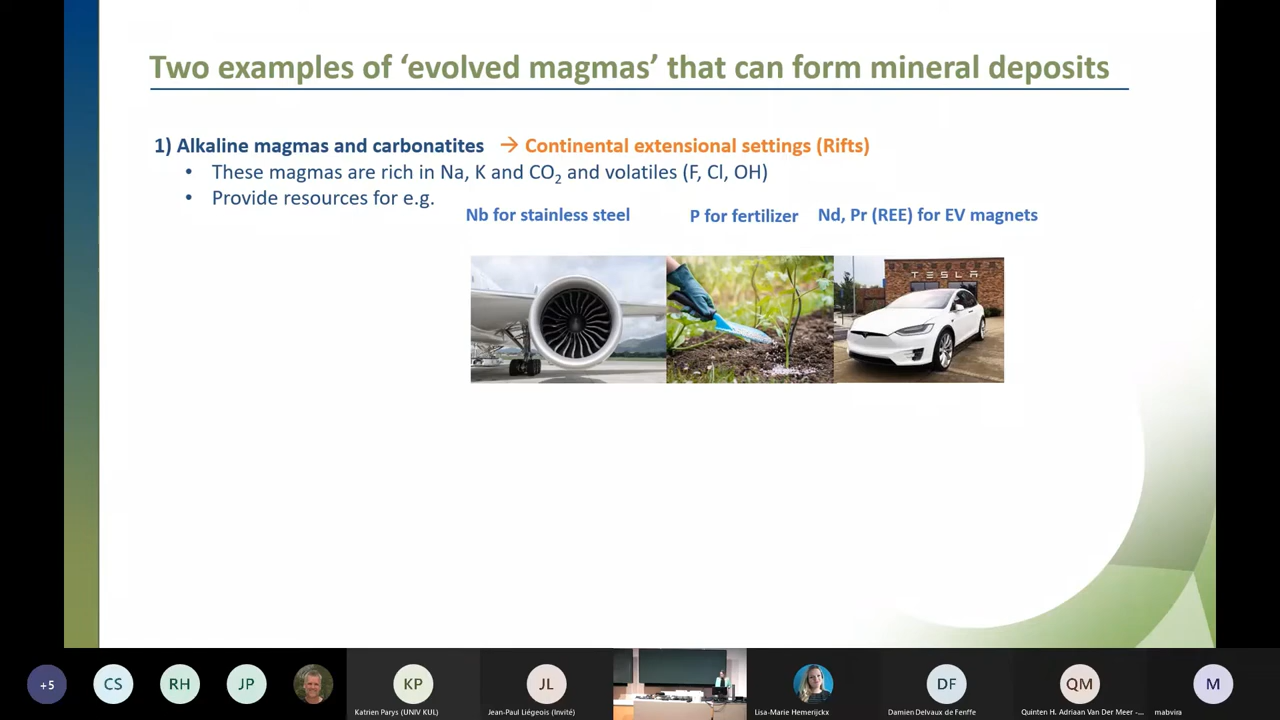 Two examples of ‘evolved magmas’ that can form mineral deposits
1) Alkaline magmas and carbonatites → Continental extensional settings (Rifts)
• These magmas are rich in Na, K and CO₂ and volatiles (F, Cl, OH)
• Provide resources for e.g.
Nb for stainless steel P for fertilizer Nd, Pr (REE) for EV magnets
TESLA
+5 CS RH JP KP JL DF QM M
Katrien Parys (UNIV KUL) Jean-Paul Liégeois (Invité) Lisa-Marie Hemerijckx Damien Delvaux de Fenffe Quinten H. Adriaan Van Der Meer -... mabvira